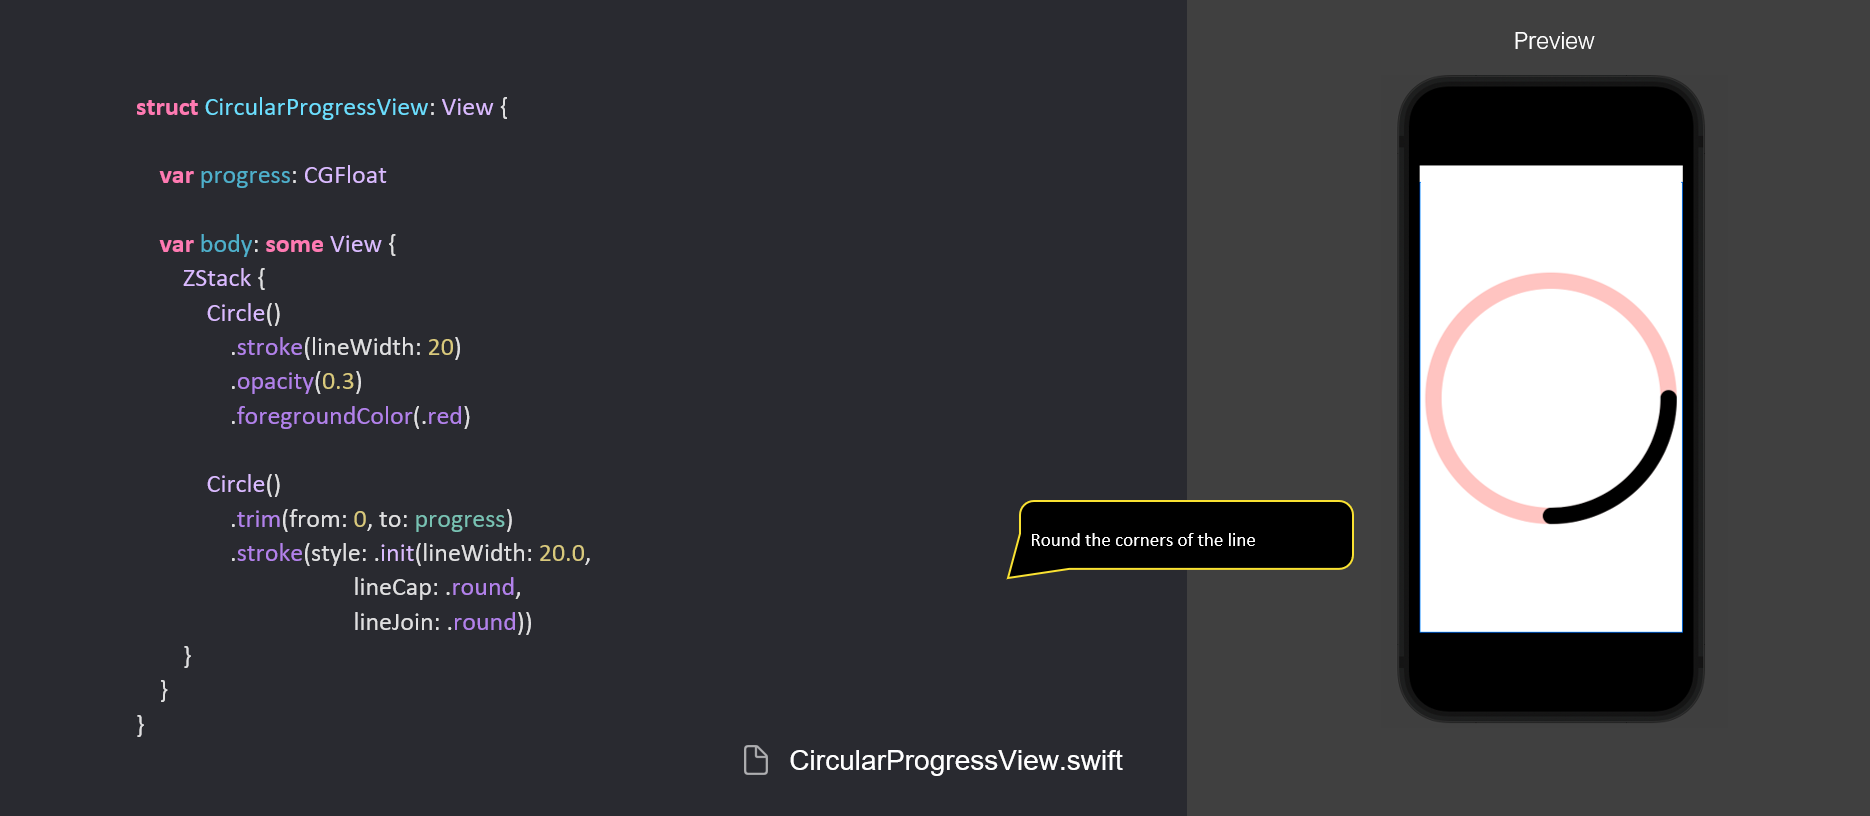 struct CircularProgressView: View {
var progress: CGFloat
var body: some View {
ZStack {
Circle()
.stroke(lineWidth: 20)
.opacity(0.3)
.foregroundColor(.red)
Circle()
.trim(from: 0, to: progress)
.stroke(style: .init(lineWidth: 20.0,
lineCap: .round,
lineJoin: .round))
}
}
}
CircularProgressView.swift
Round the corners of the line
Preview